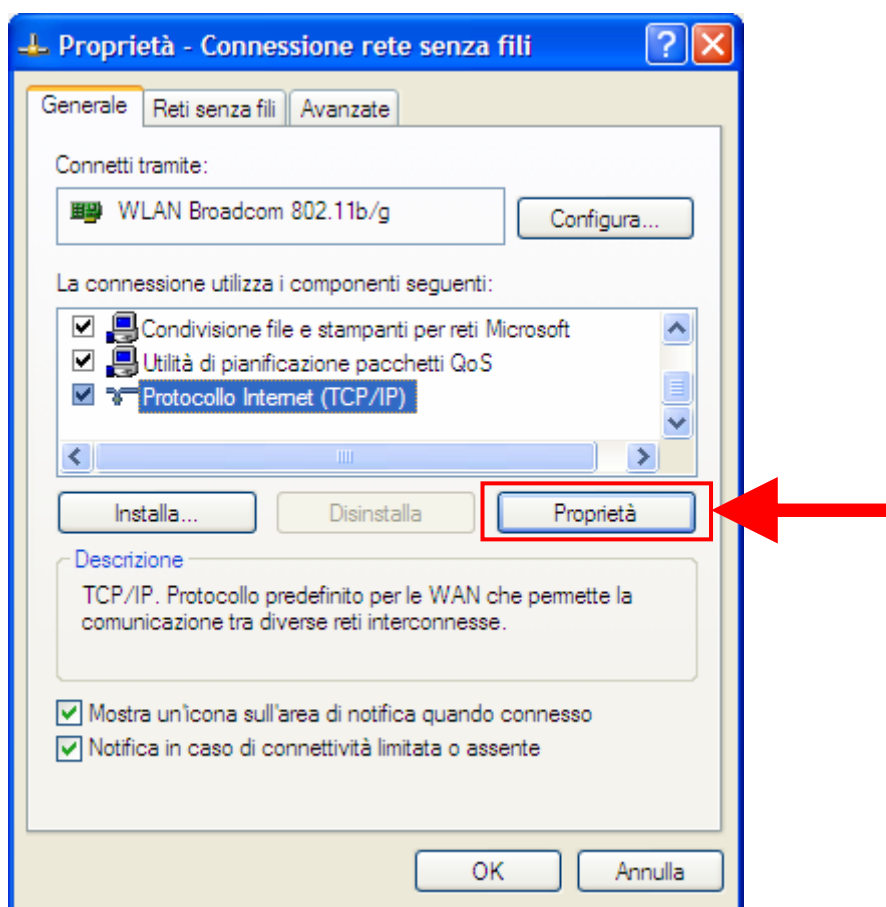 Proprietà - Connessione rete senza fili
Generale
Reti senza fili
Avanzate
Connetti tramite:
WLAN Broadcom 802.11b/g
Configura...
La connessione utilizza i componenti seguenti:
Condivisione file e stampanti per reti Microsoft
Utilità di pianificazione pacchetti QoS
Protocollo Internet (TCP/IP)
Installa...
Disinstalla
Proprietà
Descrizione
TCP/IP. Protocollo predefinito per le WAN che permette la
comunicazione tra diverse reti interconnesse.
Mostra un'icona sull'area di notifica quando connesso
Notifica in caso di connettività limitata o assente
OK
Annulla